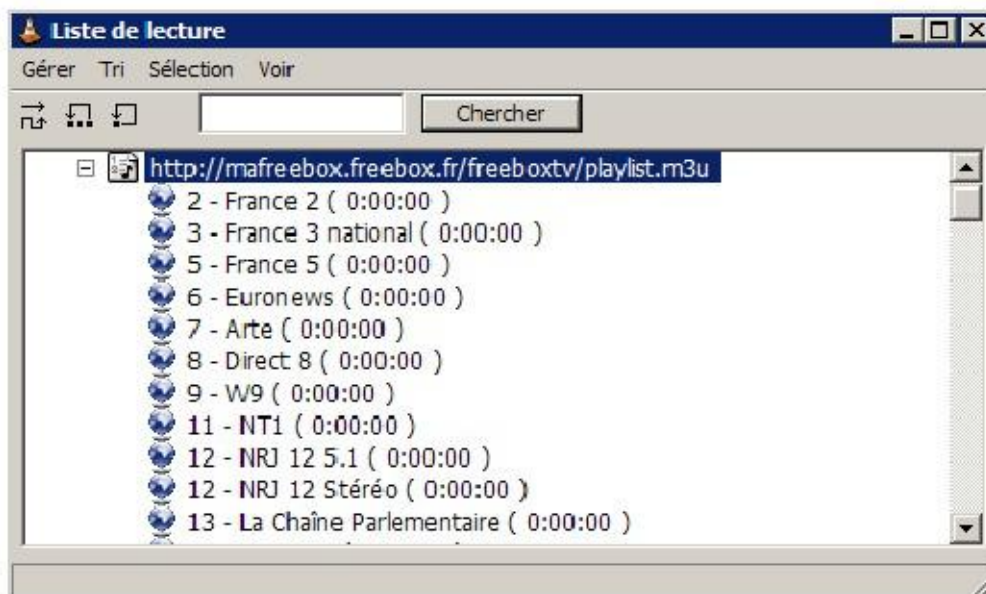 Liste de lecture
Gérer Tri Sélection Voir
Chercher
http://mafreebox.freebox.fr/freeboxtv/playlist.m3u
2 - France 2 ( 0:00:00 )
3 - France 3 national ( 0:00:00 )
5 - France 5 ( 0:00:00 )
6 - Euronews ( 0:00:00 )
7 - Arte ( 0:00:00 )
8 - Direct 8 ( 0:00:00 )
9 - W9 ( 0:00:00 )
11 - NT1 ( 0:00:00 )
12 - NRJ 12 5.1 ( 0:00:00 )
12 - NRJ 12 Stéréo ( 0:00:00 )
13 - La Chaîne Parlementaire ( 0:00:00 )